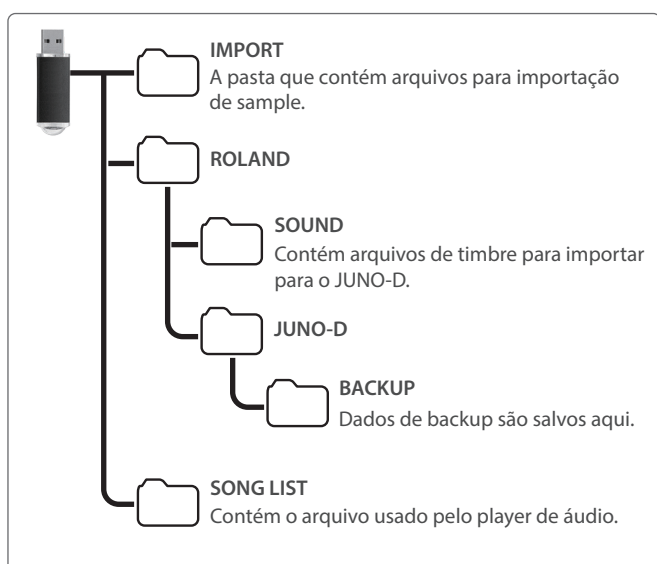 IMPORT
A pasta que contém arquivos para importação
de sample.
ROLAND
SOUND
Contém arquivos de timbre para importar
para o JUNO-D.
JUNO-D
BACKUP
Dados de backup são salvos aqui.
SONG LIST
Contém o arquivo usado pelo player de áudio.